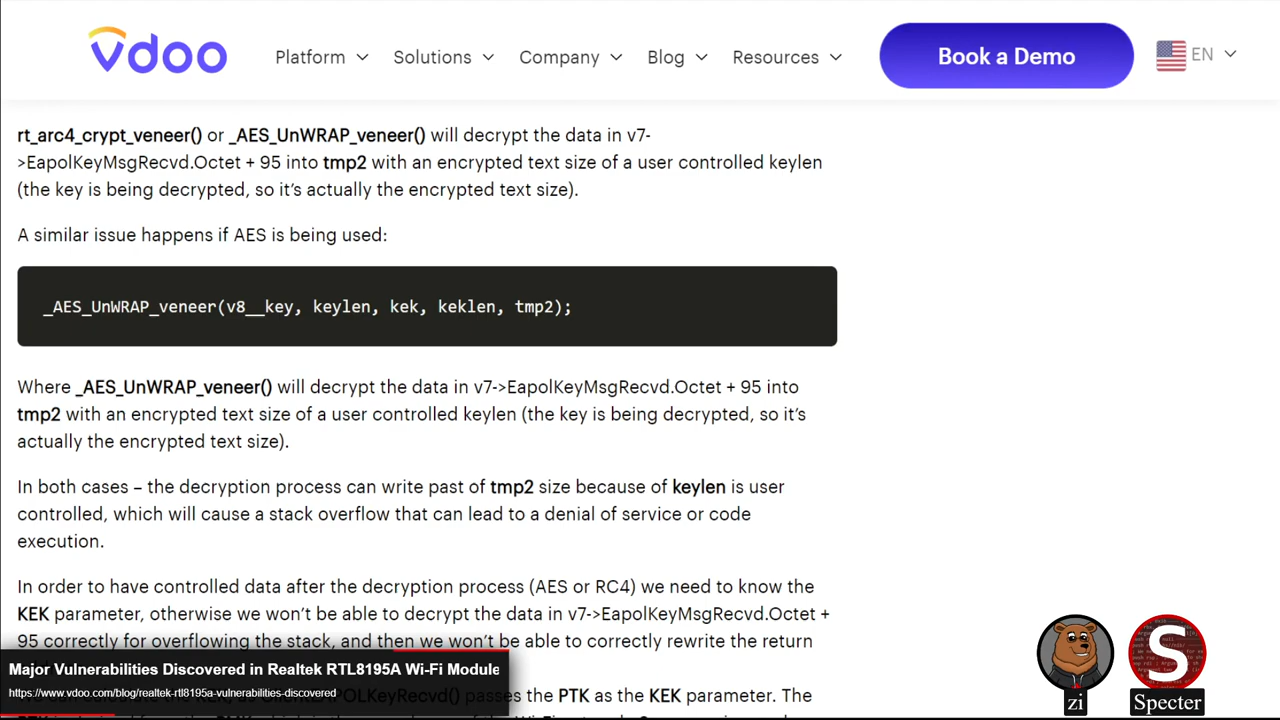 vdoo
Platform
Solutions
Company
Blog
Resources
Book a Demo
EN
rt_arc4_crypt_veneer() or _AES_UnWRAP_veneer() will decrypt the data in v7-
>EapolKeyMsgRecvd.Octet + 95 into tmp2 with an encrypted text size of a user controlled keylen
(the key is being decrypted, so it's actually the encrypted text size).
A similar issue happens if AES is being used:
_AES_UnWRAP_veneer(v8__key, keylen, kek, keklen, tmp2);
Where _AES_UnWRAP_veneer() will decrypt the data in v7->EapolKeyMsgRecvd.Octet + 95 into
tmp2 with an encrypted text size of a user controlled keylen (the key is being decrypted, so it's
actually the encrypted text size).
In both cases – the decryption process can write past of tmp2 size because of keylen is user
controlled, which will cause a stack overflow that can lead to a denial of service or code
execution.
In order to have controlled data after the decryption process (AES or RC4) we need to know the
KEK parameter, otherwise we won't be able to decrypt the data in v7->EapolKeyMsgRecvd.Octet +
95 correctly for overflowing the stack, and then we won't be able to correctly rewrite the return
Major Vulnerabilities Discovered in Realtek RTL8195A Wi-Fi Module
https://www.vdoo.com/blog/realtek-rtl8195a-vulnerabilities-discovered
passes the PTK as the KEK parameter. The
zi
S
Specter